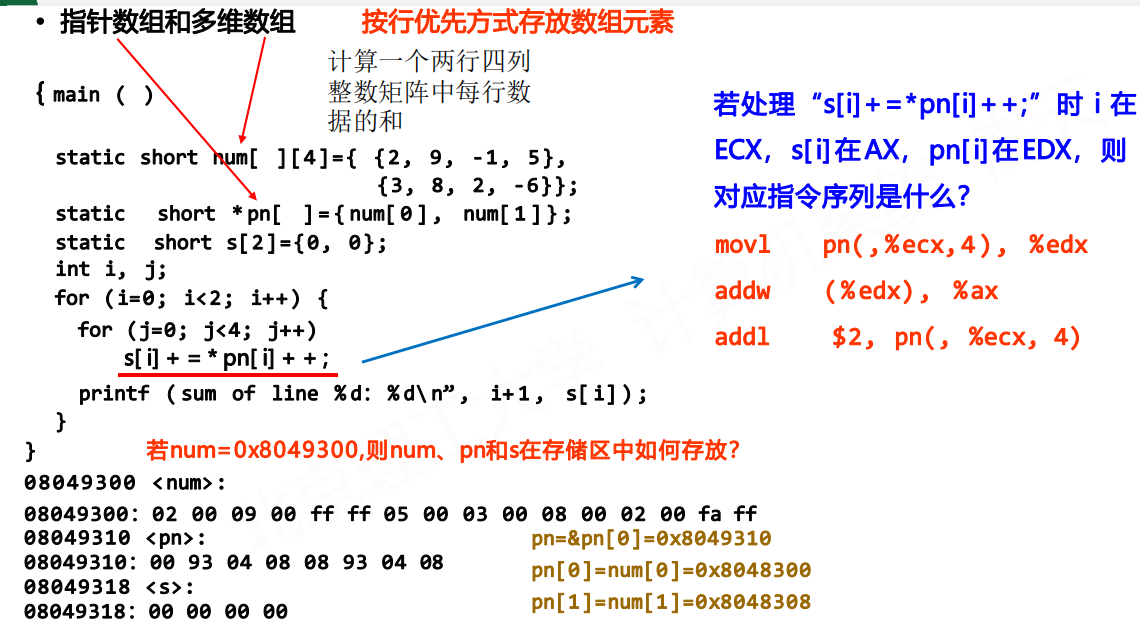 • 指针数组和多维数组
按行优先方式存放数组元素
计算一个两行四列
整数矩阵中每行数
据的和
{ main ( )
static short num[ ][4]={ {2, 9, -1, 5},
{3, 8, 2, -6}};
static short *pn[ ]={num[0], num[1]};
static short s[2]={0, 0};
int i, j;
for (i=0; i<2; i++) {
for (j=0; j<4; j++)
s[i]+=*pn[i]++;
printf (sum of line %d: %d\n”, i+1, s[i]);
}
}
若处理“s[i]+=*pn[i]++;”时 i 在
ECX，s[i]在AX，pn[i]在EDX，则
对应指令序列是什么？
movl pn(,%ecx,4), %edx
addw (%edx), %ax
addl $2, pn(, %ecx, 4)
若num=0x8049300,则num、pn和s在存储区中如何存放？
08049300 <num>:
08049300: 02 00 09 00 ff ff 05 00 03 00 08 00 02 00 fa ff
08049310 <pn>:
08049310: 00 93 04 08 08 93 04 08
08049318 <s>:
08049318: 00 00 00 00
pn=&pn[0]=0x8049310
pn[0]=num[0]=0x8048300
pn[1]=num[1]=0x8048308